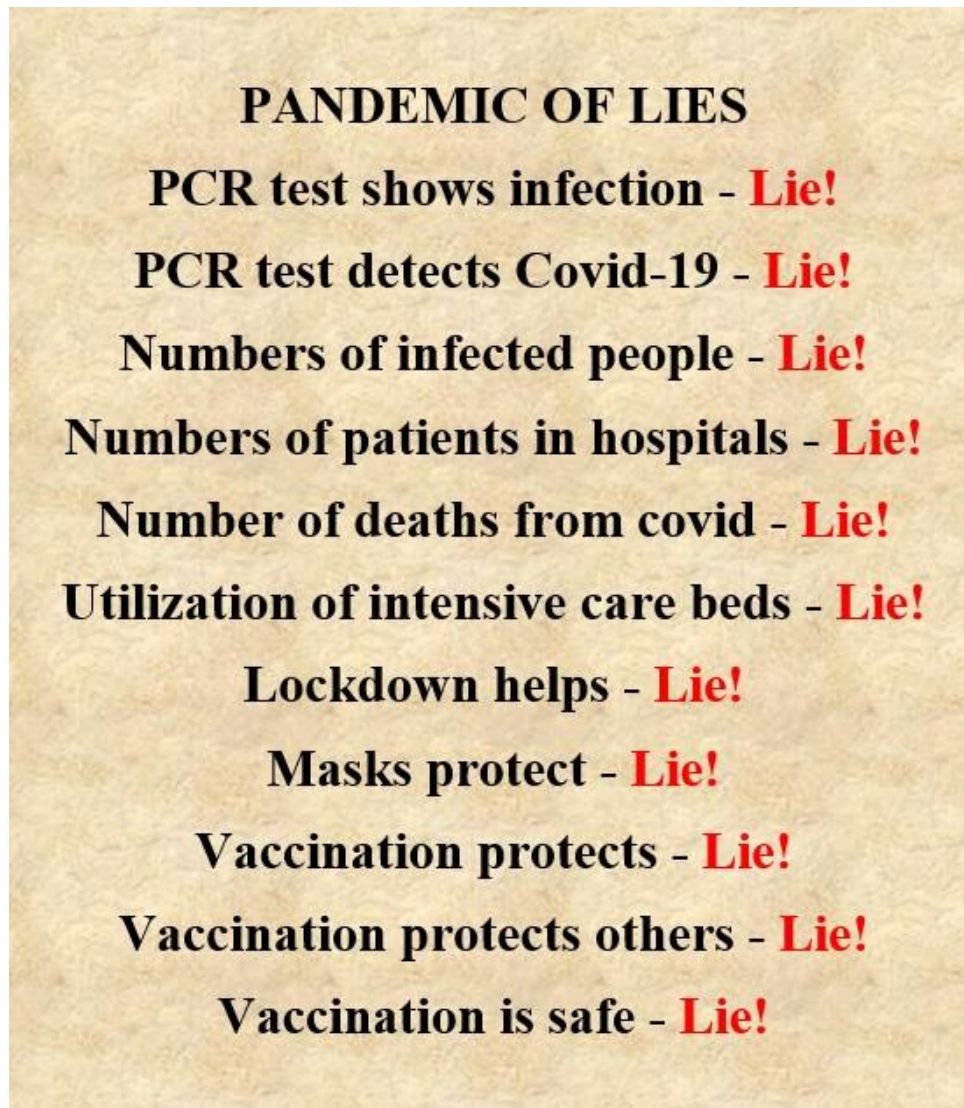 PANDEMIC OF LIES
PCR test shows infection - Lie!
PCR test detects Covid-19 - Lie!
Numbers of infected people - Lie!
Numbers of patients in hospitals - Lie!
Number of deaths from covid - Lie!
Utilization of intensive care beds - Lie!
Lockdown helps - Lie!
Masks protect - Lie!
Vaccination protects - Lie!
Vaccination protects others - Lie!
Vaccination is safe - Lie!